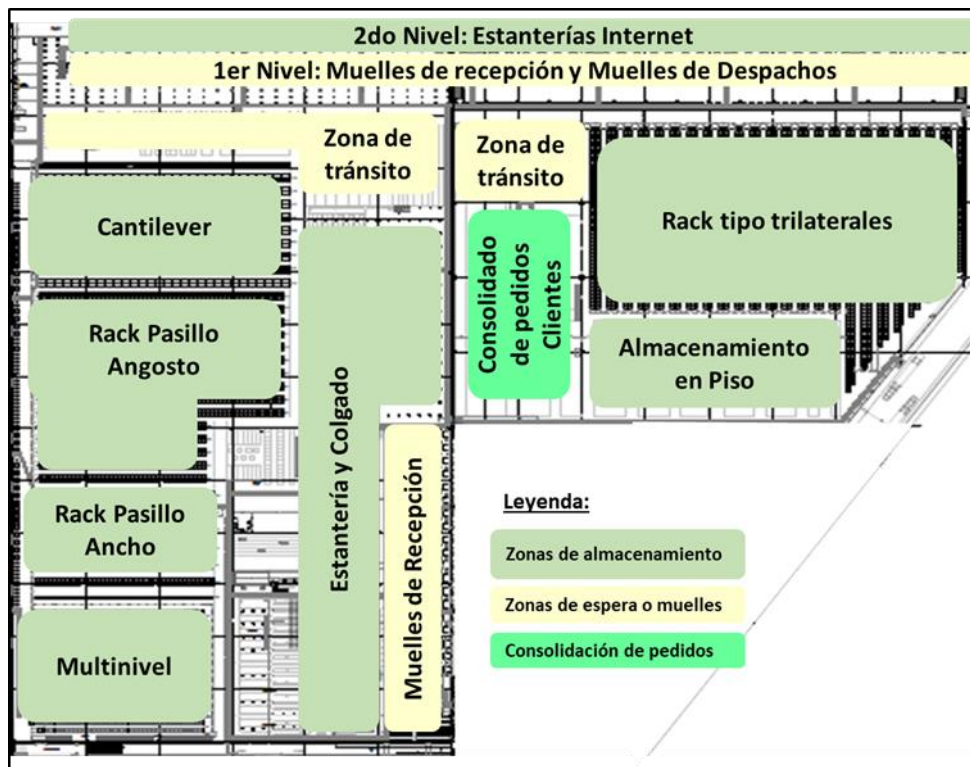 2do Nivel: Estanterías Internet
1er Nivel: Muelles de recepción y Muelles de Despachos
Zona de
tránsito
Zona de
tránsito
Cantilever
Rack tipo trilaterales
Consolidado
de pedidos
Clientes
Rack Pasillo
Angosto
Almacenamiento
en Piso
Estantería y Colgado
Muelles de Recepción
Rack Pasillo
Ancho
Multinivel
Leyenda:
Zonas de almacenamiento
Zonas de espera o muelles
Consolidación de pedidos